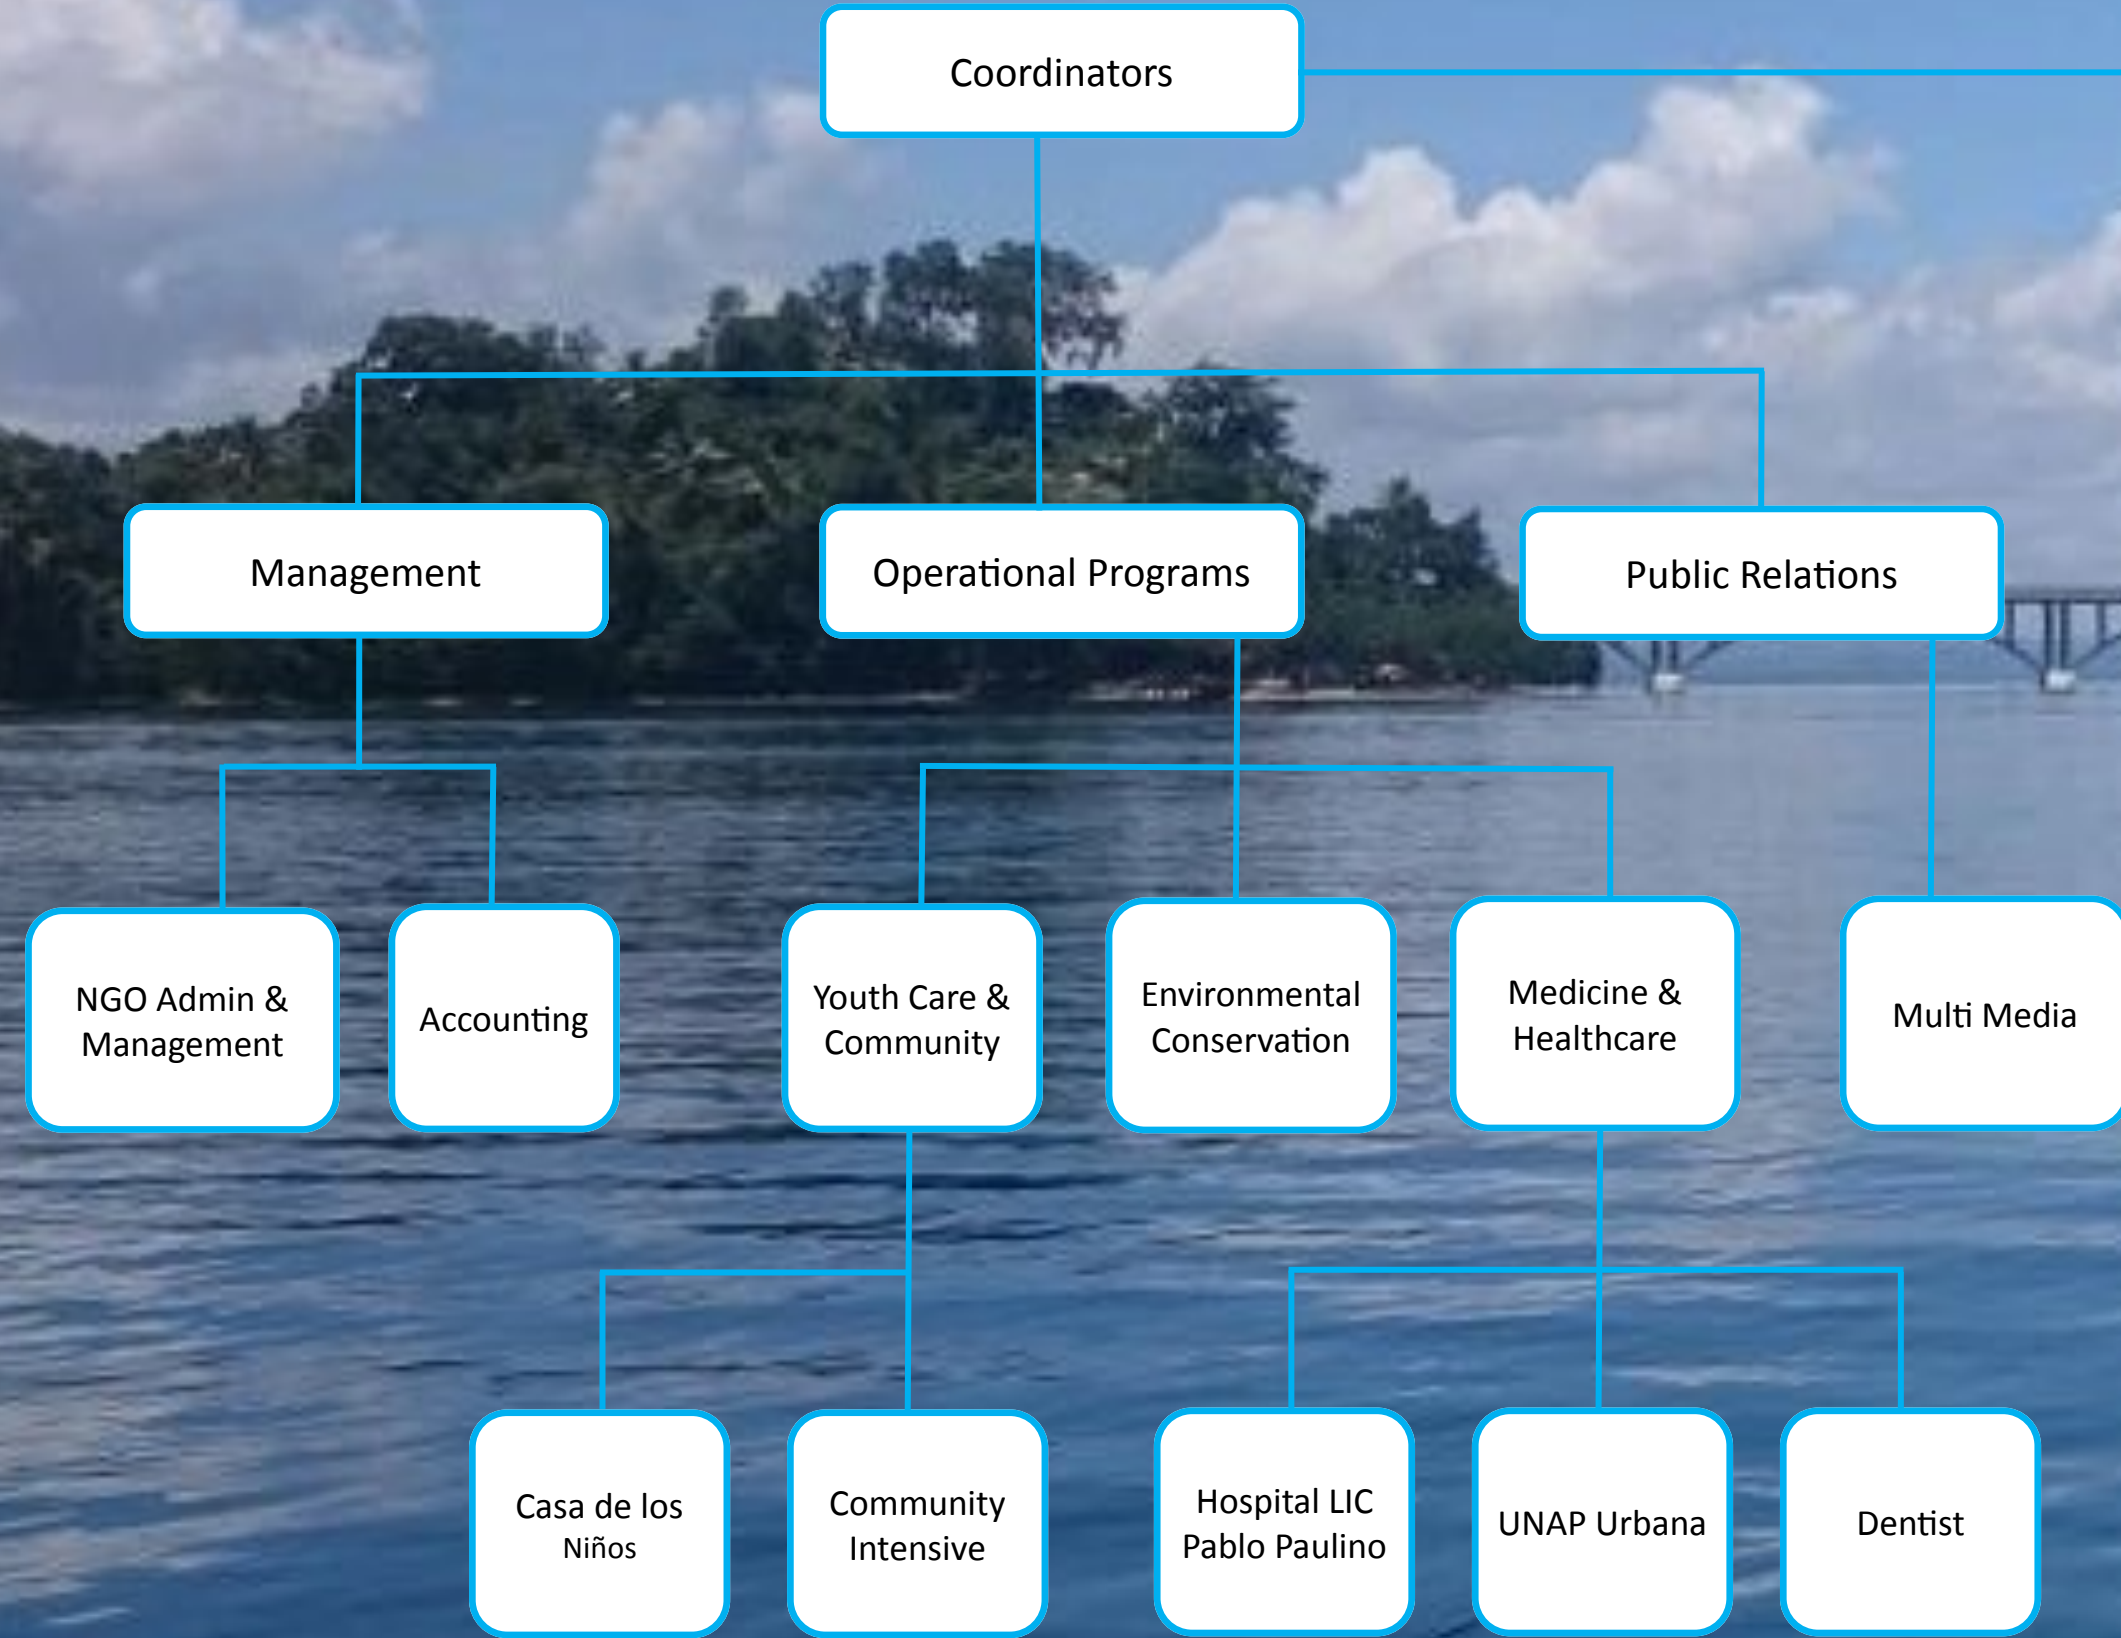 Coordinators
Management
Operational Programs
Public Relations
NGO Admin &
Management
Accounting
Youth Care &
Community
Environmental
Conservation
Medicine &
Healthcare
Multi Media
Casa de los
Niños
Community
Intensive
Hospital LIC
Pablo Paulino
UNAP Urbana
Dentist